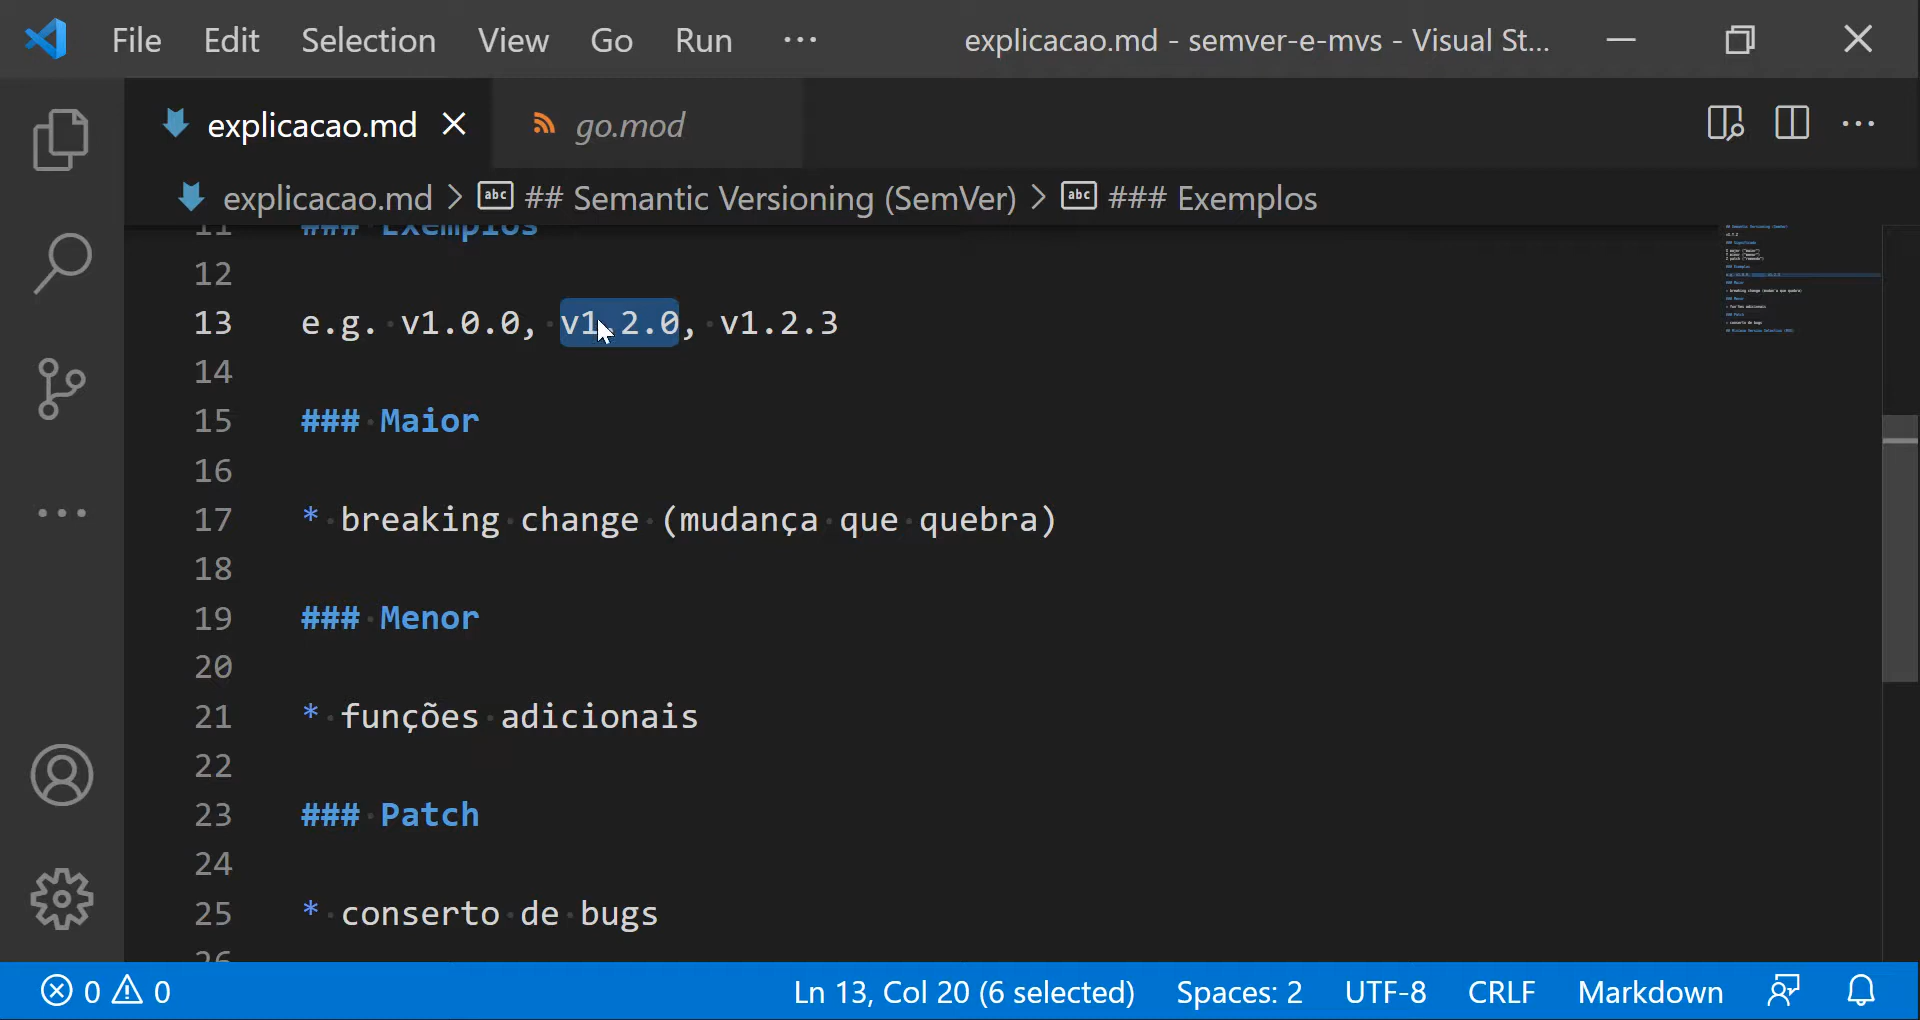 File Edit Selection View Go Run ··· explicacao.md - semver-e-mvs - Visual St...
explicacao.md go.mod
explicacao.md > ## Semantic Versioning (SemVer) > ### Exemplos
11 ### Exemplos
12
13 e.g. v1.0.0, v1.2.0, v1.2.3
14
15 ### Maior
16
17 * breaking change (mudança que quebra)
18
19 ### Menor
20
21 * funções adicionais
22
23 ### Patch
24
25 * conserto de bugs
26
0 0 Ln 13, Col 20 (6 selected) Spaces: 2 UTF-8 CRLF Markdown